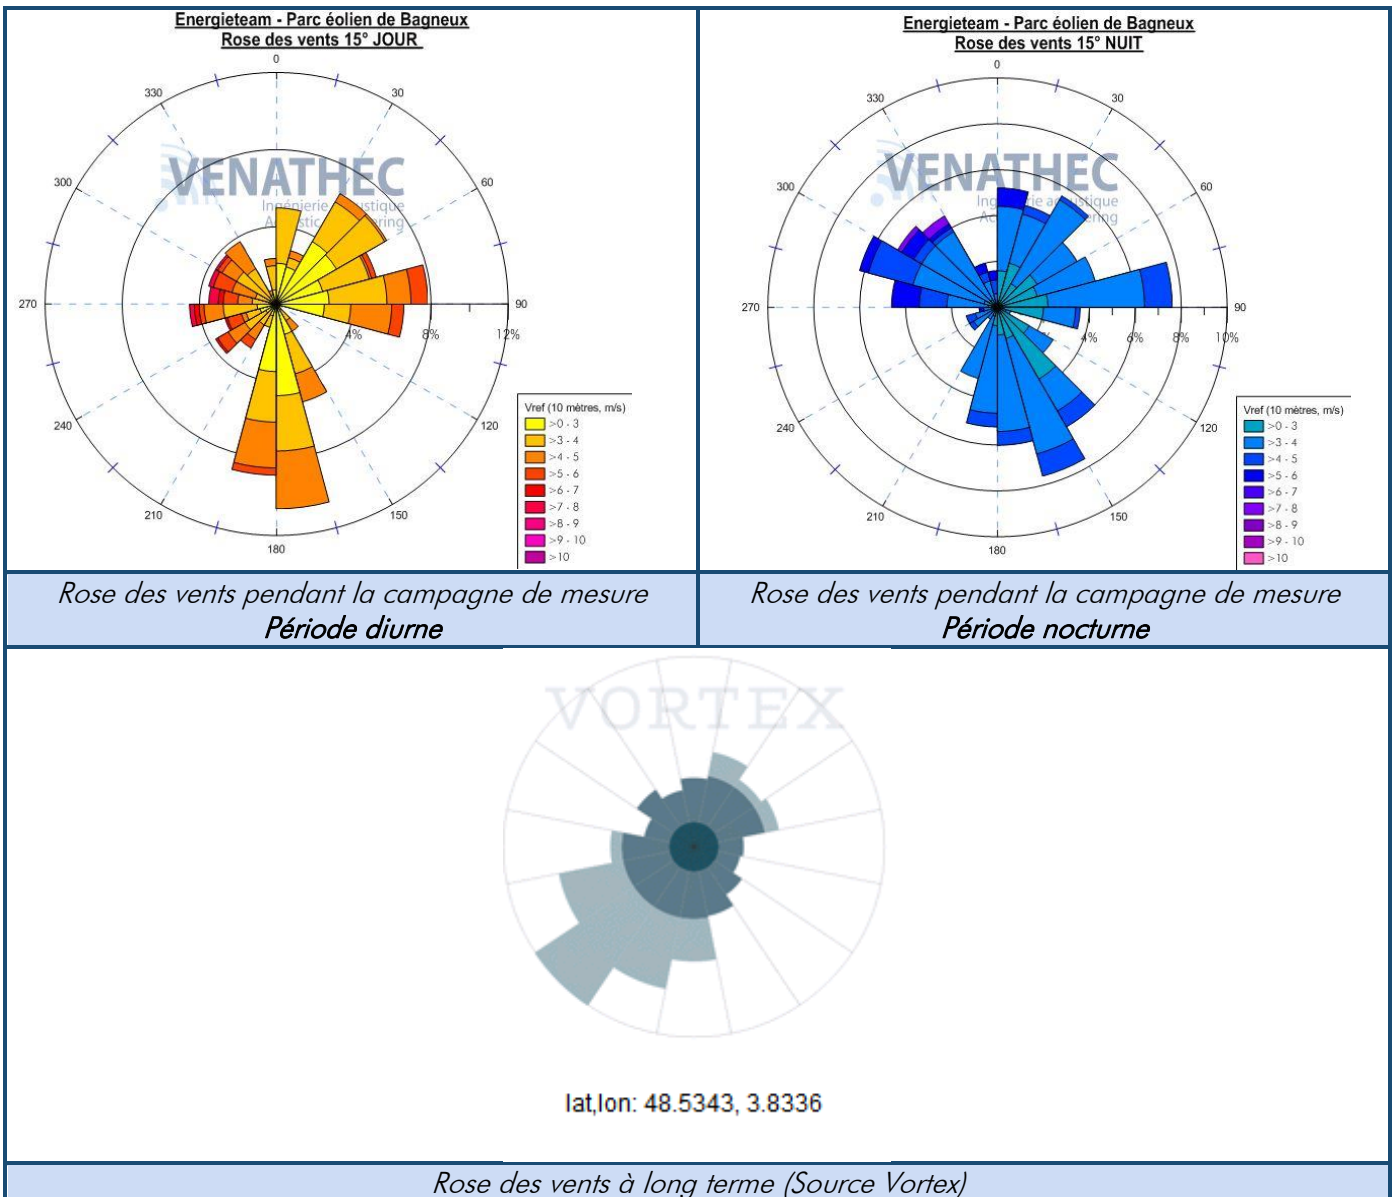 Energieteam - Parc éolien de Bagneux
Rose des vents 15° JOUR
0
30
60
90
120
150
180
210
240
270
300
330
4%
8%
12%
VENATHEC
Ingénierie acoustique
Vref (10 mètres, m/s)
>0 - 3
>3 - 4
>4 - 5
>5 - 6
>6 - 7
>7 - 8
>8 - 9
>9 - 10
>10
Energieteam - Parc éolien de Bagneux
Rose des vents 15° NUIT
0
30
60
90
120
150
180
210
240
270
300
330
4%
6%
8%
10%
VENATHEC
Ingénierie acoustique
Vref (10 mètres, m/s)
>0 - 3
>3 - 4
>4 - 5
>5 - 6
>6 - 7
>7 - 8
>8 - 9
>9 - 10
>10
Rose des vents pendant la campagne de mesure
Période diurne
Rose des vents pendant la campagne de mesure
Période nocturne
VORTEX
lat,lon: 48.5343, 3.8336
Rose des vents à long terme (Source Vortex)